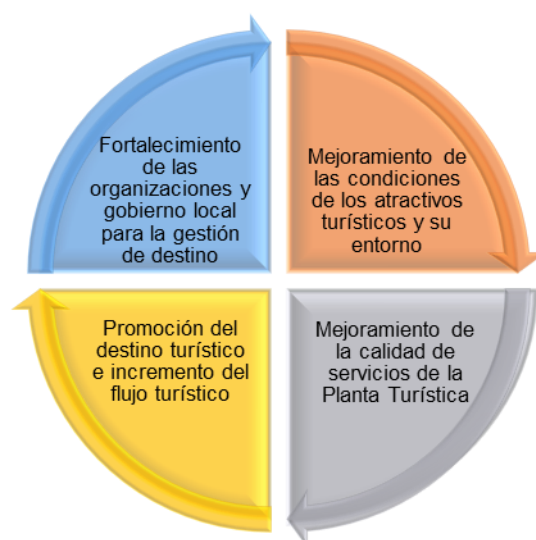 Fortalecimiento
de las
organizaciones y
gobierno local
para la gestión
de destino
Mejoramiento de
las condiciones
de los atractivos
turísticos y su
entorno
Promoción del
destino turístico
e incremento del
flujo turístico
Mejoramiento de
la calidad de
servicios de la
Planta Turística